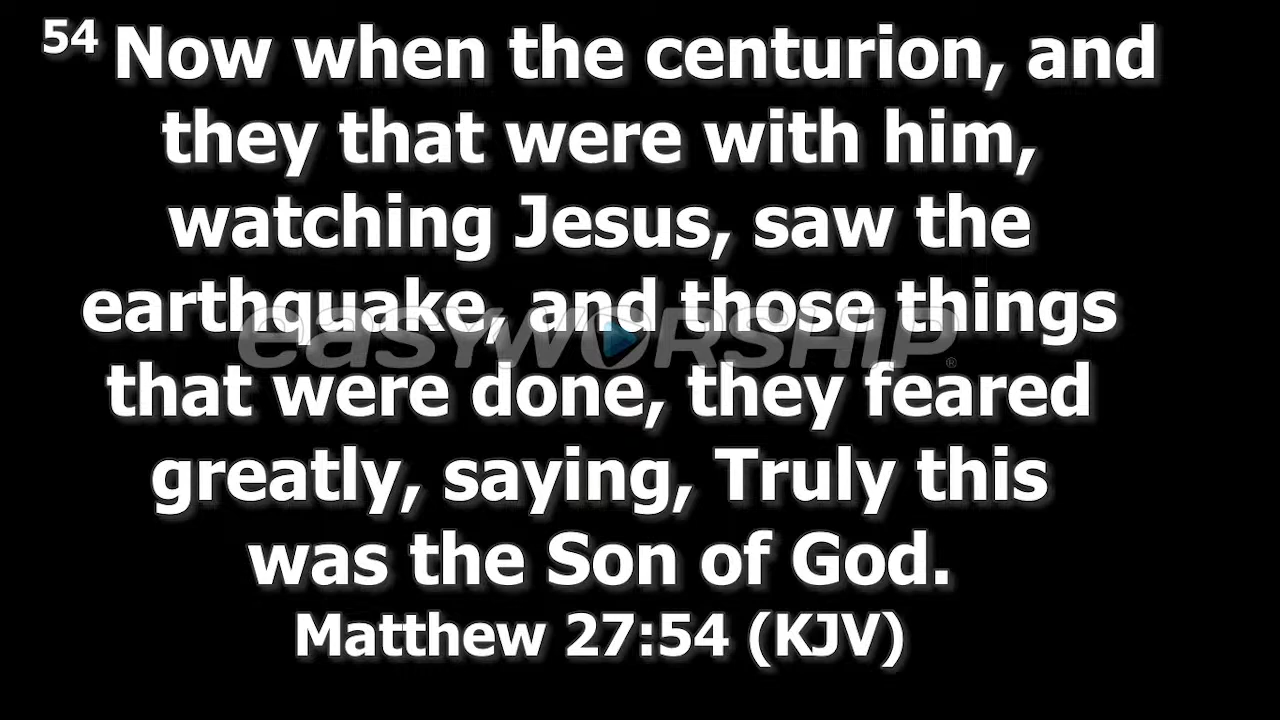 54 Now when the centurion, and
they that were with him,
watching Jesus, saw the
earthquake, and those things
easyworship®
that were done, they feared
greatly, saying, Truly this
was the Son of God.
Matthew 27:54 (KJV)